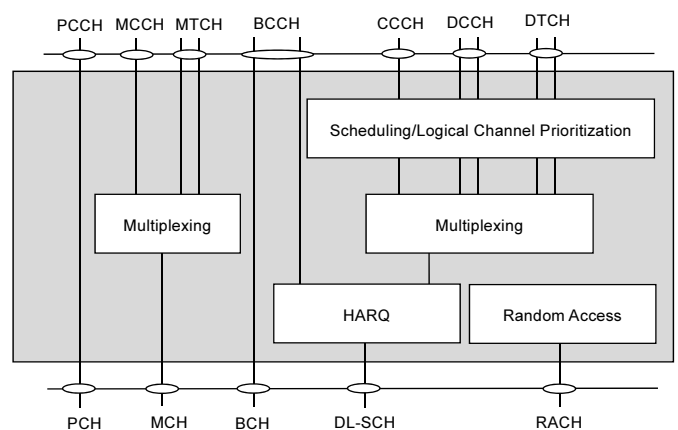 PCCH MCCH MTCH BCCH CCCH DCCH DTCH
Scheduling/Logical Channel Prioritization
Multiplexing Multiplexing
HARQ Random Access
PCH MCH BCH DL-SCH RACH